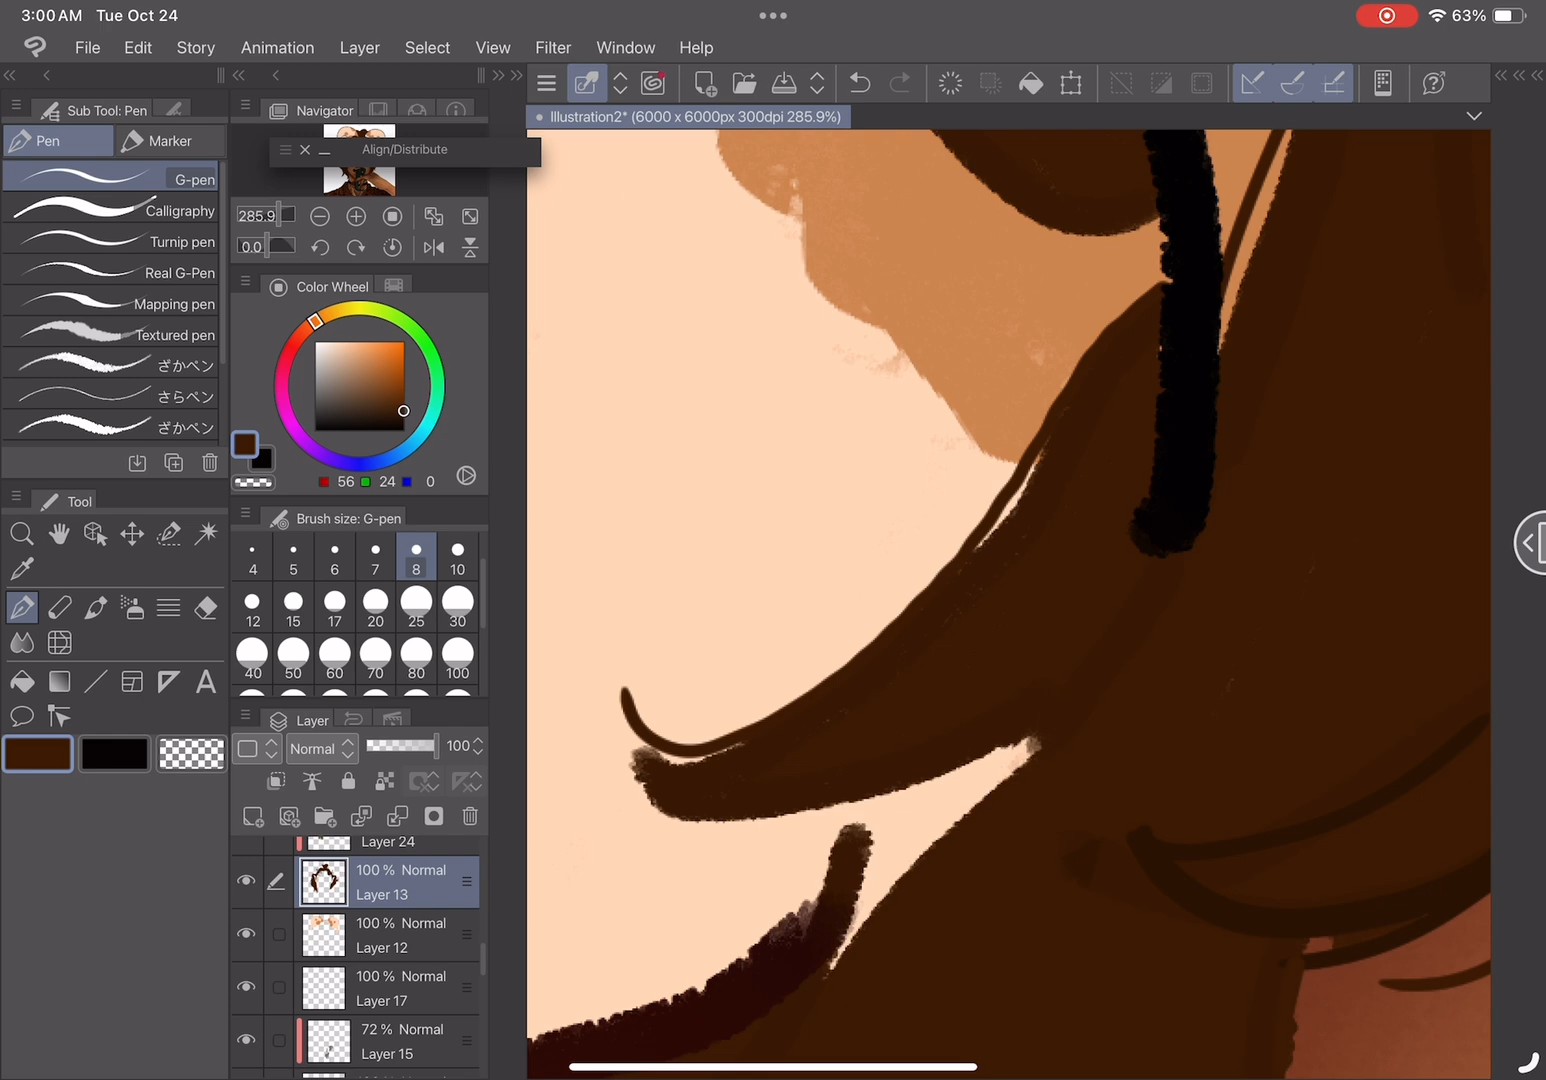 3:00 AM Tue Oct 24
63%
File Edit Story Animation Layer Select View Filter Window Help
Sub Tool: Pen
Pen Marker
G-pen
Calligraphy
Turnip pen
Real G-Pen
Mapping pen
Textured pen
ざかペン
さらペン
ざかペン
Tool
A
Navigator
Align/Distribute
285.9
0.0
Color Wheel
56 24 0
Brush size: G-pen
4 5 6 7 8 10
12 15 17 20 25 30
40 50 60 70 80 100
Layer
Normal 100
Layer 24
100 % Normal
Layer 13
100 % Normal
Layer 12
100 % Normal
Layer 17
72 % Normal
Layer 15
Illustration2* (6000 x 6000px 300dpi 285.9%)